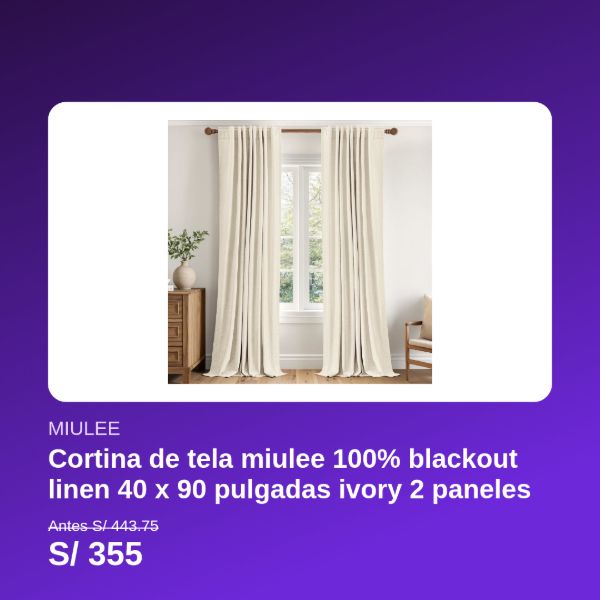 MIULEE
Cortina de tela miulee 100% blackout
linen 40 x 90 pulgadas ivory 2 paneles
Antes S/ 443.75
S/ 355